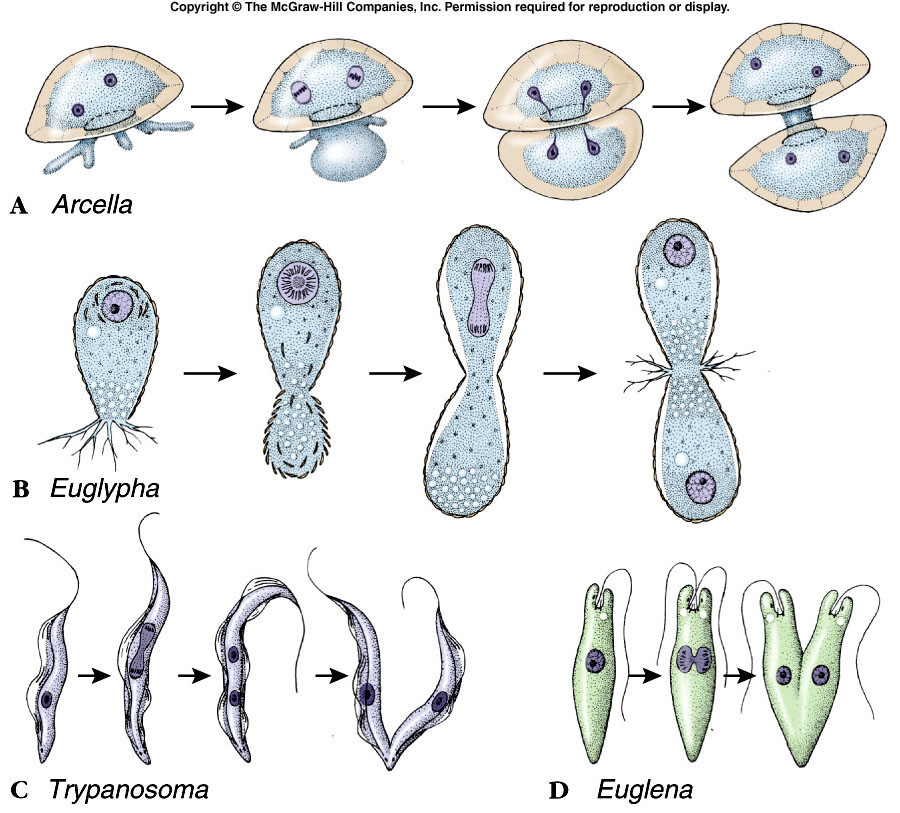 Copyright © The McGraw-Hill Companies, Inc. Permission required for reproduction or display.
A Arcella
B Euglypha
C Trypanosoma
D Euglena